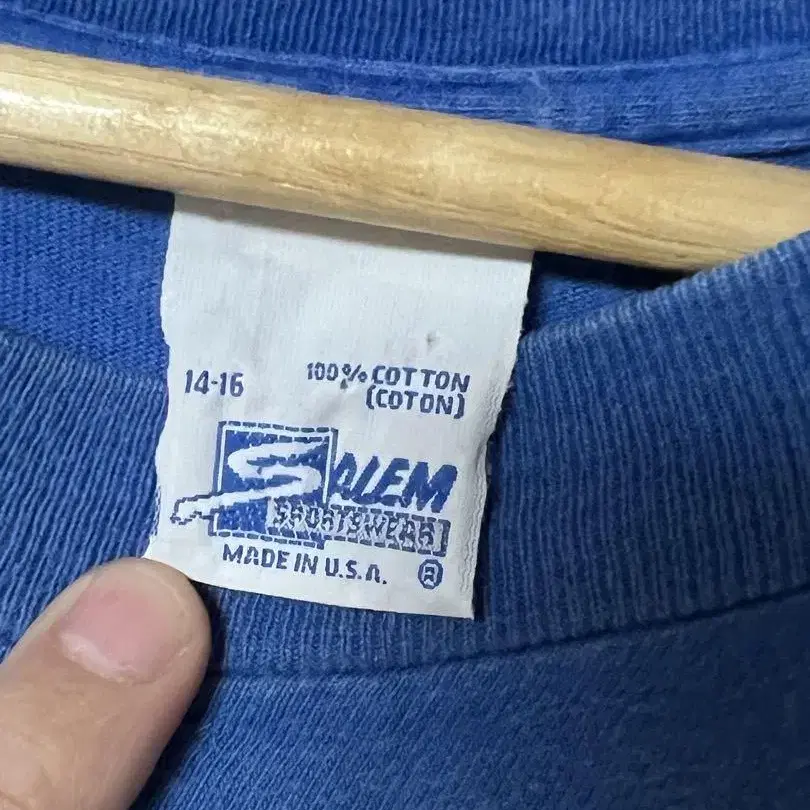 14-16
100% COTTON
(COTON)
SALEM
SPORTSWEAR
MADE IN U.S.A. ®